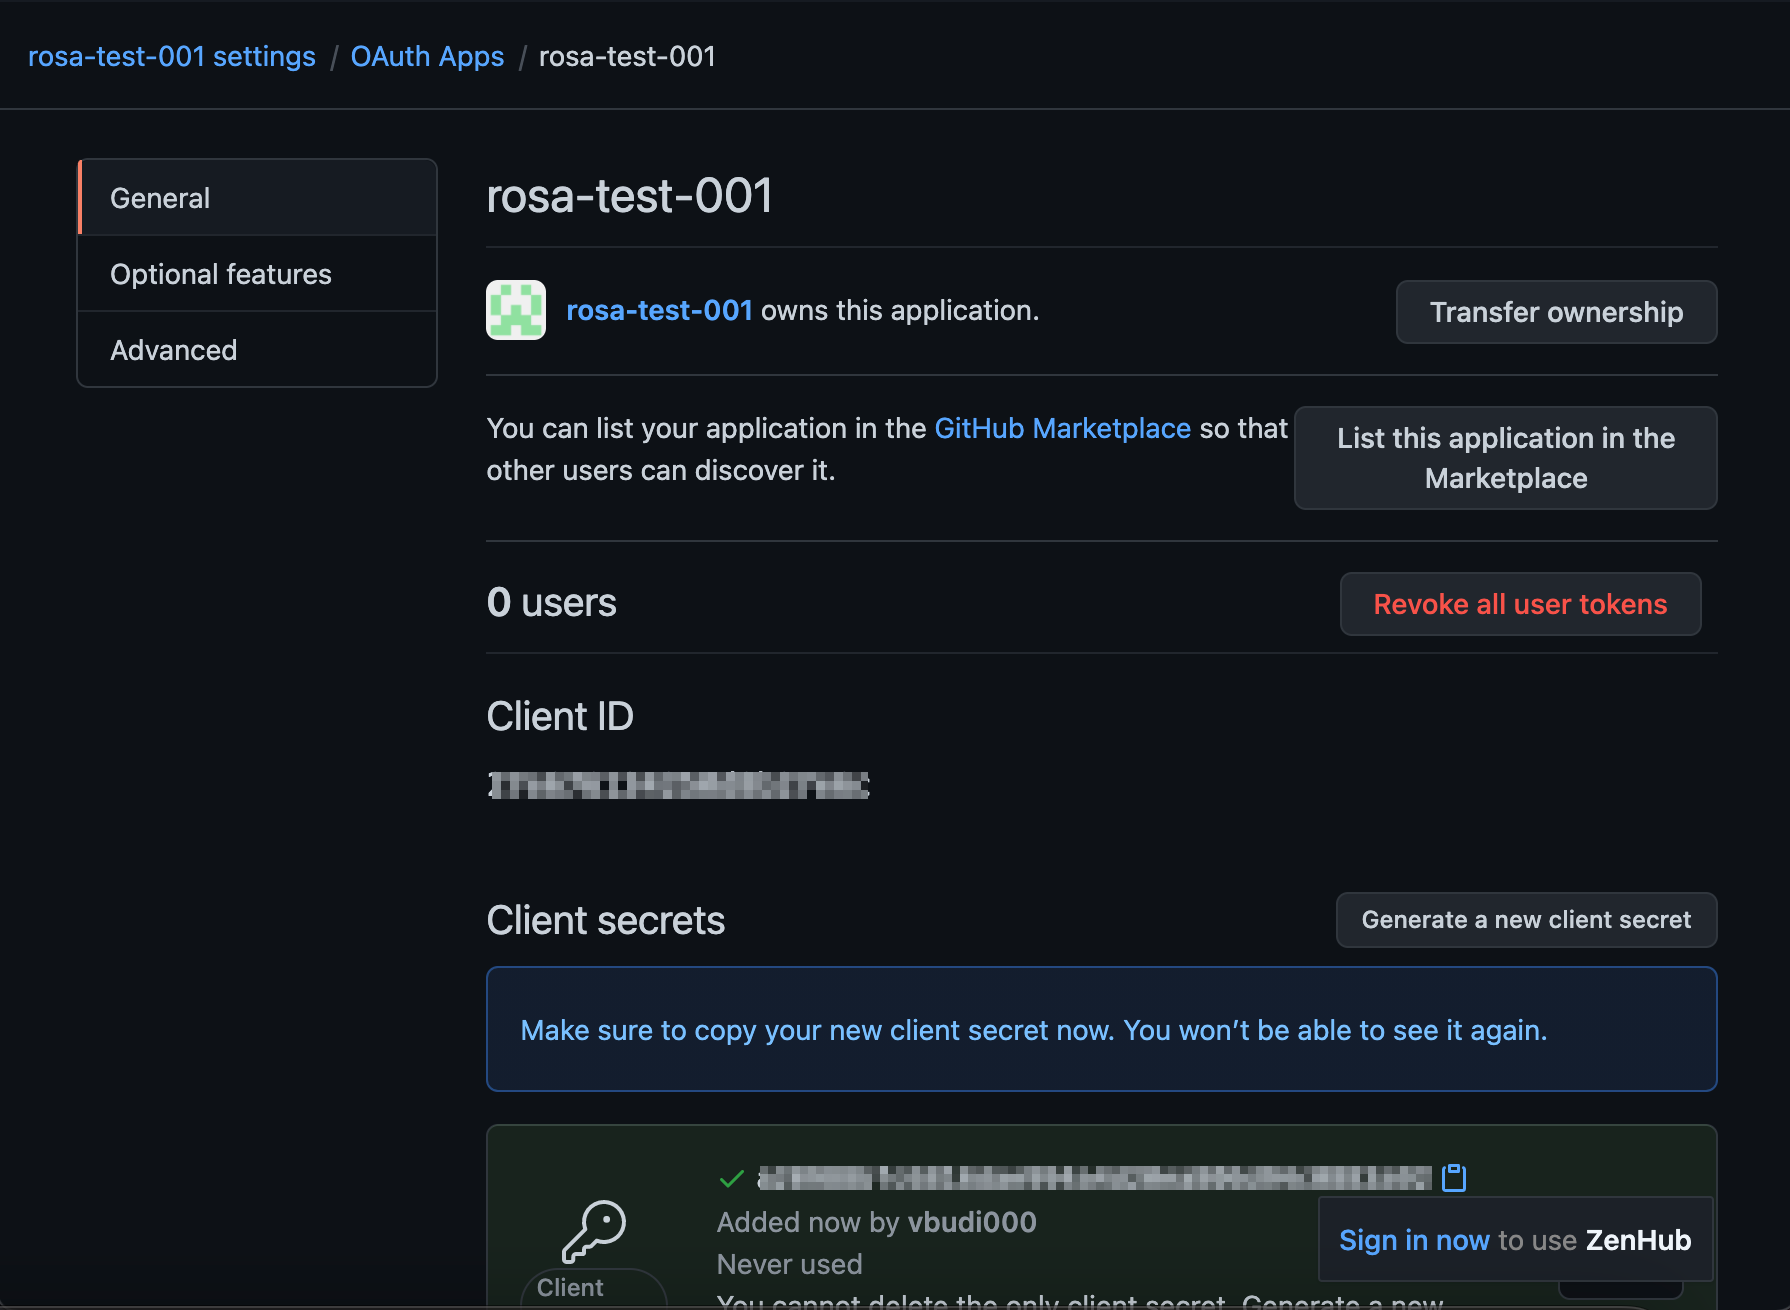 rosa-test-001 settings / OAuth Apps / rosa-test-001
General
Optional features
Advanced
rosa-test-001
rosa-test-001 owns this application.
Transfer ownership
You can list your application in the GitHub Marketplace so that
other users can discover it.
List this application in the
Marketplace
0 users
Revoke all user tokens
Client ID
Client secrets
Generate a new client secret
Make sure to copy your new client secret now. You won’t be able to see it again.
Added now by vbudi000
Never used
Client
You cannot delete the only client secret. Generate a new
Sign in now to use ZenHub